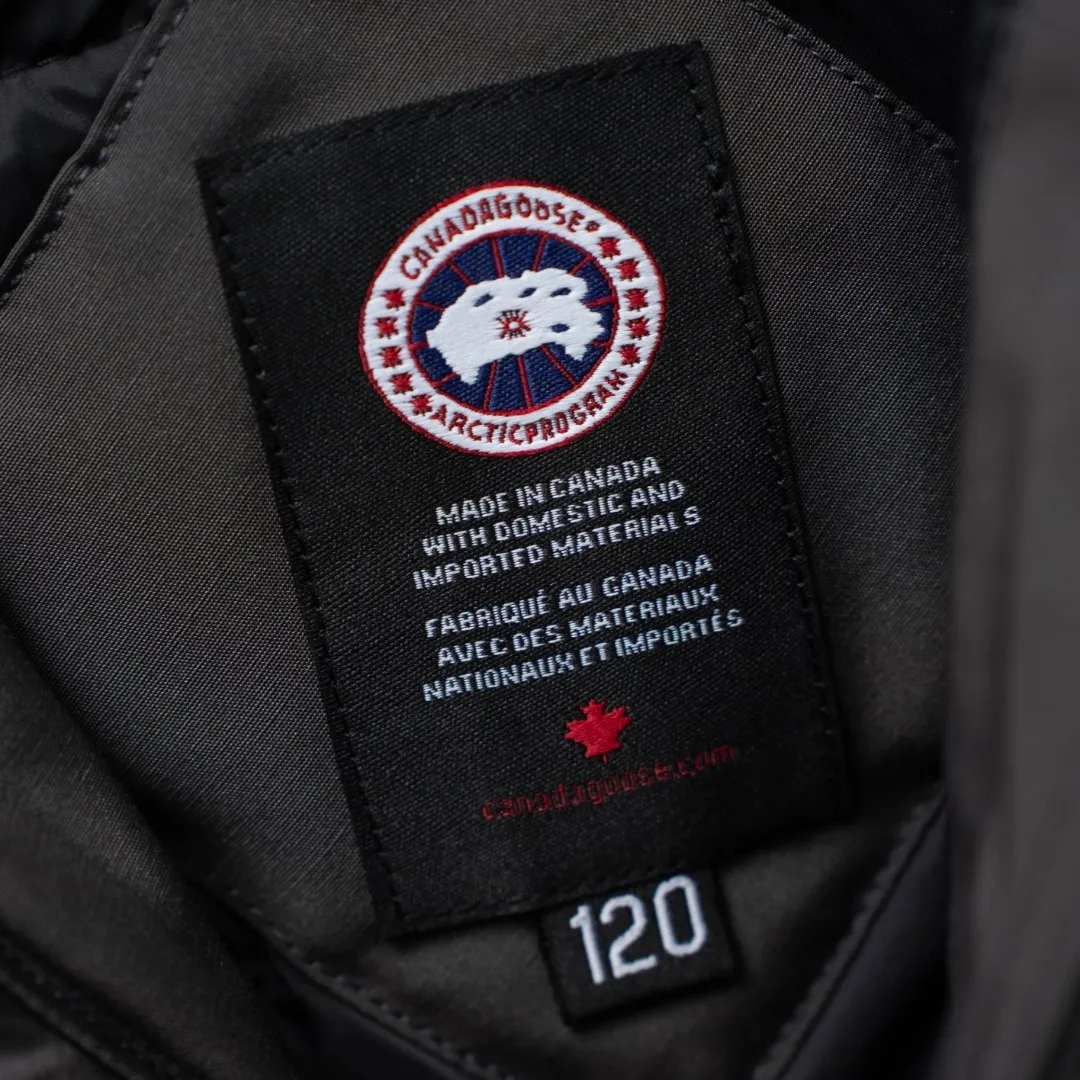 CANADA GOOSE®
ARCTIC PROGRAM
MADE IN CANADA
WITH DOMESTIC AND
IMPORTED MATERIALS
FABRIQUÉ AU CANADA
AVEC DES MATERIAUX
NATIONAUX ET IMPORTÉS
canadagoose.com
120